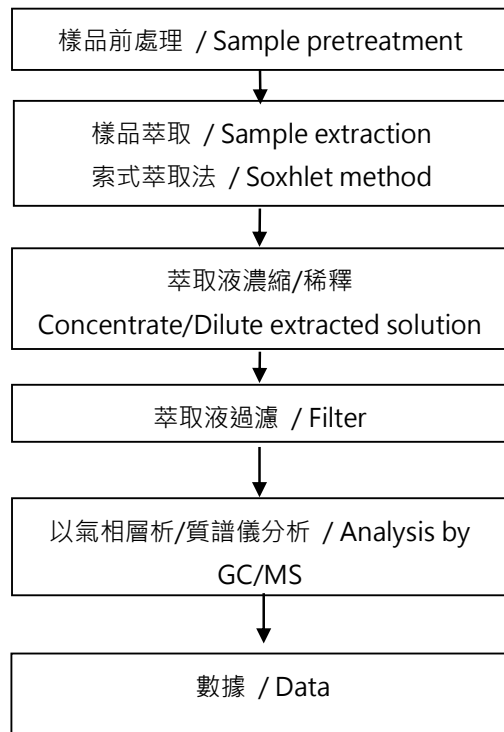 樣品前處理 / Sample pretreatment
樣品萃取 / Sample extraction
索式萃取法 / Soxhlet method
萃取液濃縮/稀釋
Concentrate/Dilute extracted solution
萃取液過濾 / Filter
以氣相層析/質譜儀分析 / Analysis by
GC/MS
數據 / Data